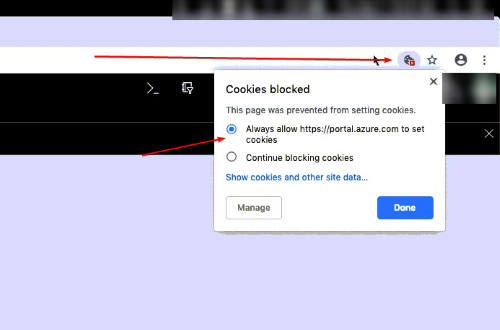 Cookies blocked
This page was prevented from setting cookies.
Always allow https://portal.azure.com to set
cookies
Continue blocking cookies
Show cookies and other site data...
Manage
Done